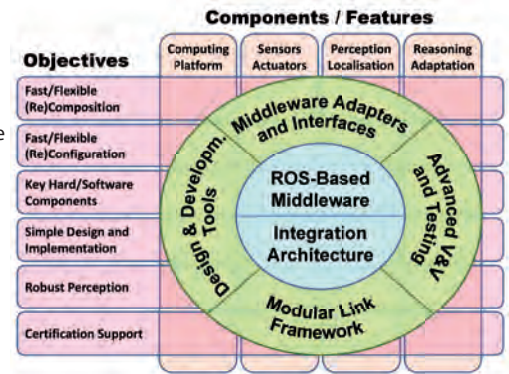 Components / Features
Objectives
Computing
Platform
Sensors
Actuators
Perception
Localisation
Reasoning
Adaptation
Fast/Flexible
(Re)Composition
e
Fast/Flexible
(Re)Configuration
Key Hard/Software
Components
Simple Design and
Implementation
Robust Perception
Certification Support
Middleware Adapters
and Interfaces
Design & Developm.
Tools
ROS-Based
Middleware
Integration
Architecture
Advanced V&V
and Testing
Modular Link
Framework